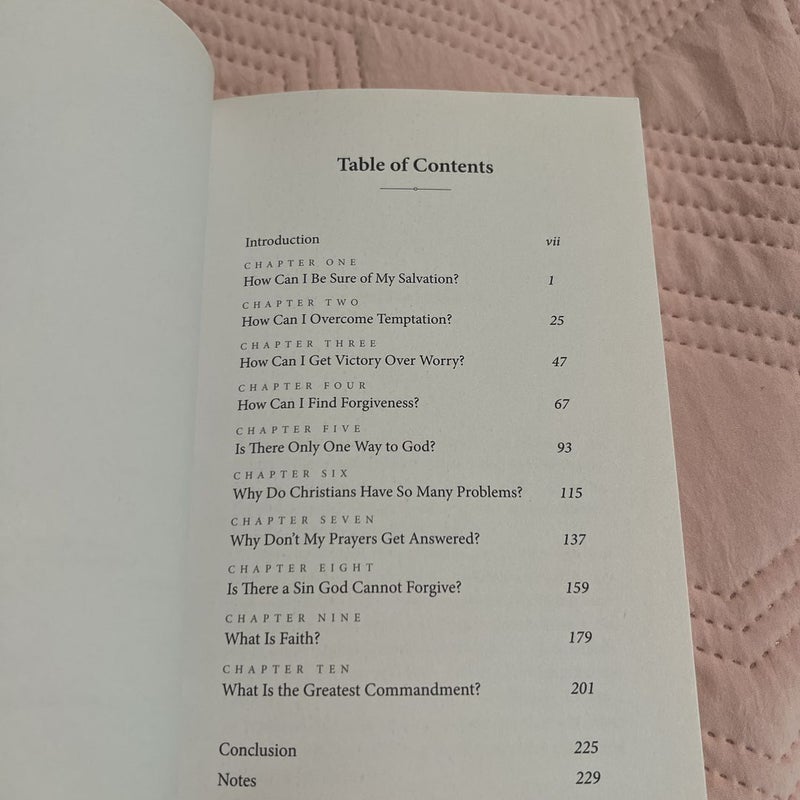 Table of Contents
Introduction vii
CHAPTER ONE
How Can I Be Sure of My Salvation? 1
CHAPTER TWO
How Can I Overcome Temptation? 25
CHAPTER THREE
How Can I Get Victory Over Worry? 47
CHAPTER FOUR
How Can I Find Forgiveness? 67
CHAPTER FIVE
Is There Only One Way to God? 93
CHAPTER SIX
Why Do Christians Have So Many Problems? 115
CHAPTER SEVEN
Why Don't My Prayers Get Answered? 137
CHAPTER EIGHT
Is There a Sin God Cannot Forgive? 159
CHAPTER NINE
What Is Faith? 179
CHAPTER TEN
What Is the Greatest Commandment? 201
Conclusion 225
Notes 229